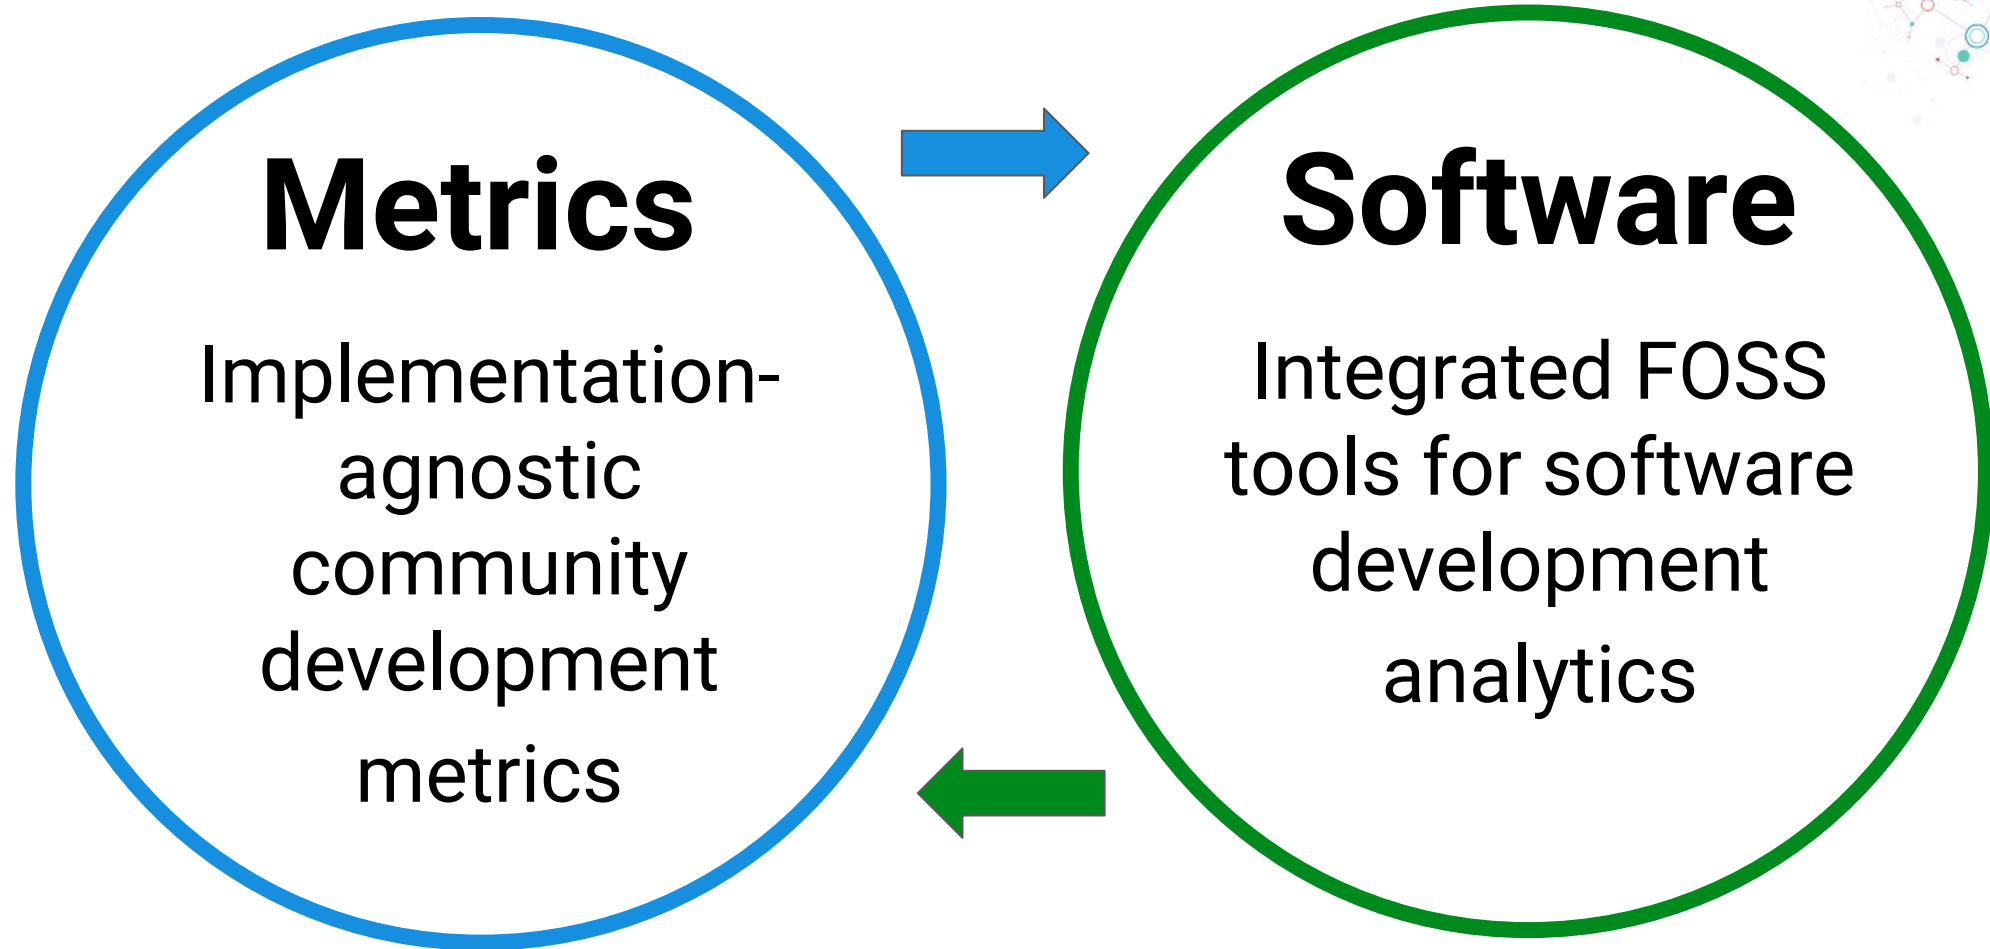 Metrics
Implementation-
agnostic
community
development
metrics
Software
Integrated FOSS
tools for software
development
analytics